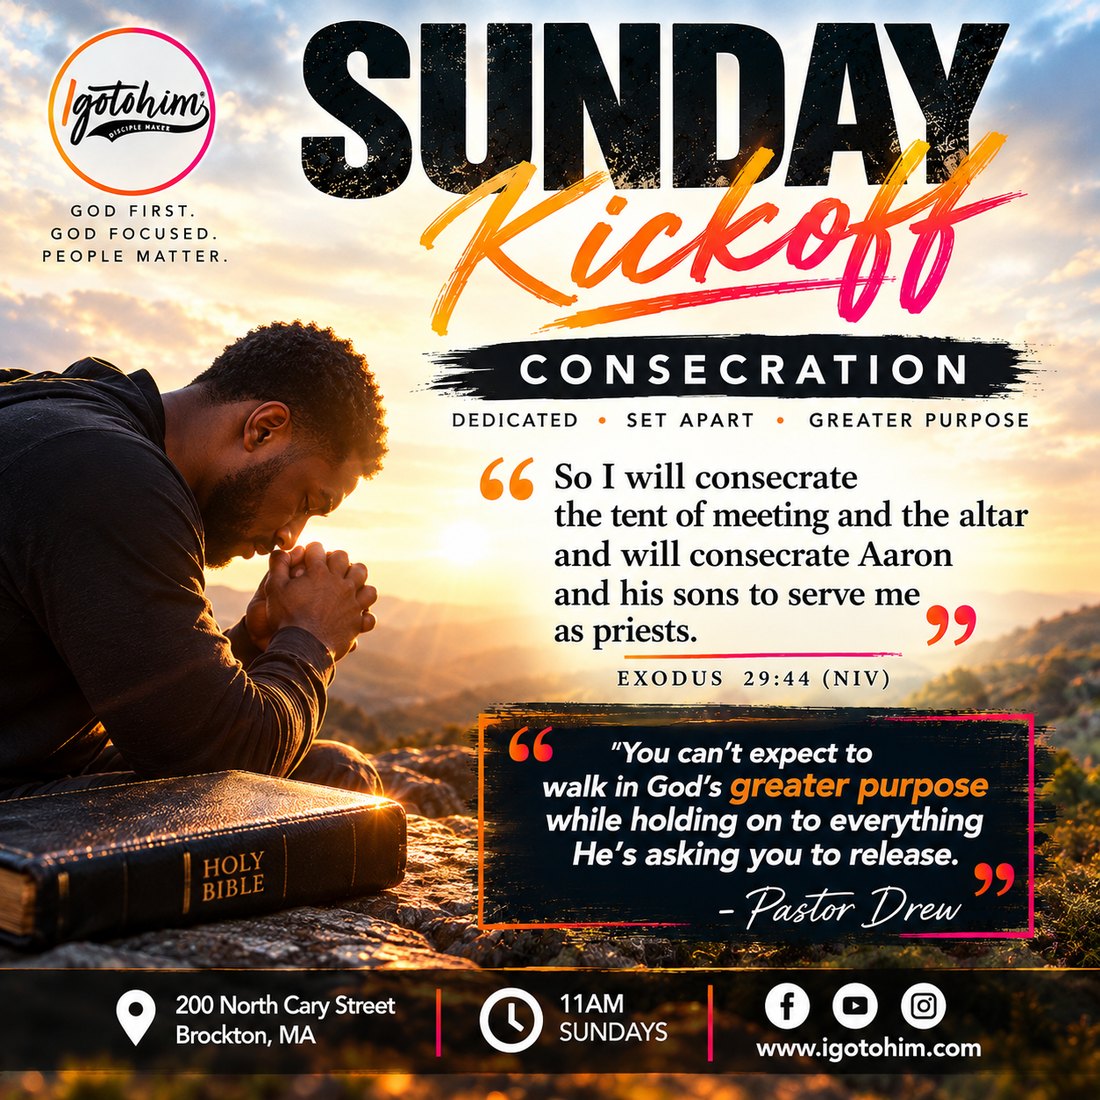 Igotohim®
DISCIPLE MAKER
GOD FIRST.
GOD FOCUSED.
PEOPLE MATTER.
SUNDAY
Kickoff
CONSECRATION
DEDICATED • SET APART • GREATER PURPOSE
“ So I will consecrate
the tent of meeting and the altar
and will consecrate Aaron
and his sons to serve me
as priests. ”
EXODUS 29:44 (NIV)
“ "You can't expect to
walk in God's greater purpose
while holding on to everything
He's asking you to release. ”
- Pastor Drew
HOLY
BIBLE
200 North Cary Street
Brockton, MA
11AM
SUNDAYS
www.igotohim.com